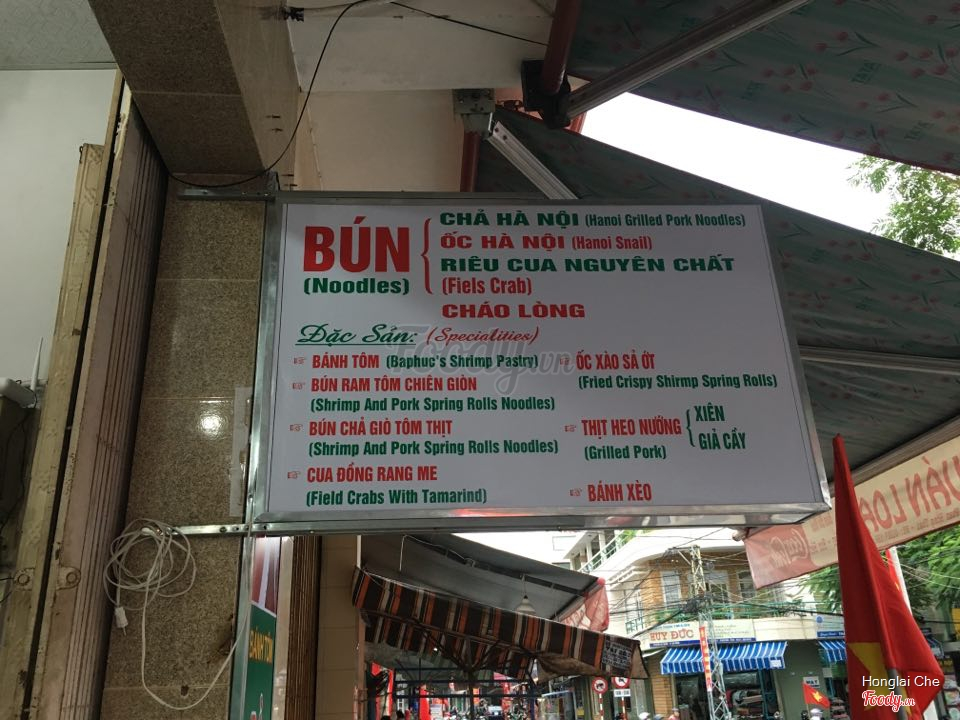 BÚN
(Noodles)
CHẢ HÀ NỘI (Hanoi Grilled Pork Noodles)
ỐC HÀ NỘI (Hanoi Snail)
RIÊU CUA NGUYÊN CHẤT
(Fiels Crab)
CHÁO LÒNG
Đặc Sản: (Specialities)
BÁNH TÔM (Baphuc's Shrimp Pastry)
BÚN RAM TÔM CHIÊN GIÒN
(Shrimp And Pork Spring Rolls Noodles)
BÚN CHẢ GIÒ TÔM THỊT
(Shrimp And Pork Spring Rolls Noodles)
CUA ĐỒNG RANG ME
(Field Crabs With Tamarind)
ỐC XÀO SẢ ỚT
(Fried Crispy Shirmp Spring Rolls)
THỊT HEO NƯỚNG
(Grilled Pork)
XIÊN
GIẢ CẦY
BÁNH XÈO
Foody.vn
HUY ĐỨC
BÁNH TÔM
Honglai Che
Foody.vn